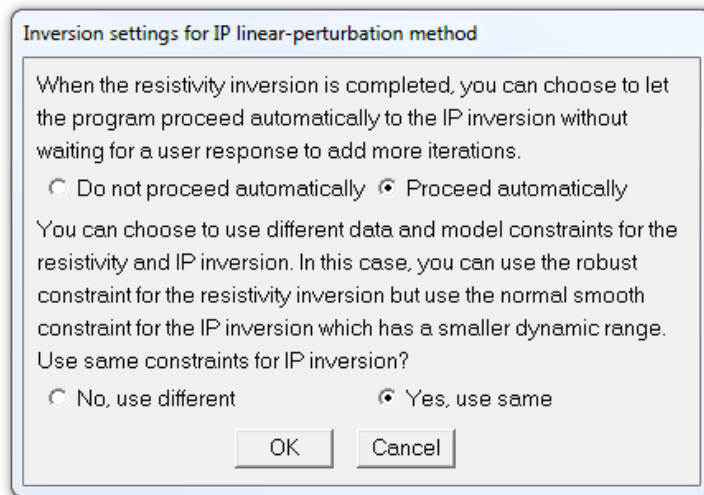 Inversion settings for IP linear-perturbation method
When the resistivity inversion is completed, you can choose to let
the program proceed automatically to the IP inversion without
waiting for a user response to add more iterations.
Do not proceed automatically Proceed automatically
You can choose to use different data and model constraints for the
resistivity and IP inversion. In this case, you can use the robust
constraint for the resistivity inversion but use the normal smooth
constraint for the IP inversion which has a smaller dynamic range.
Use same constraints for IP inversion?
No, use different Yes, use same
OK Cancel